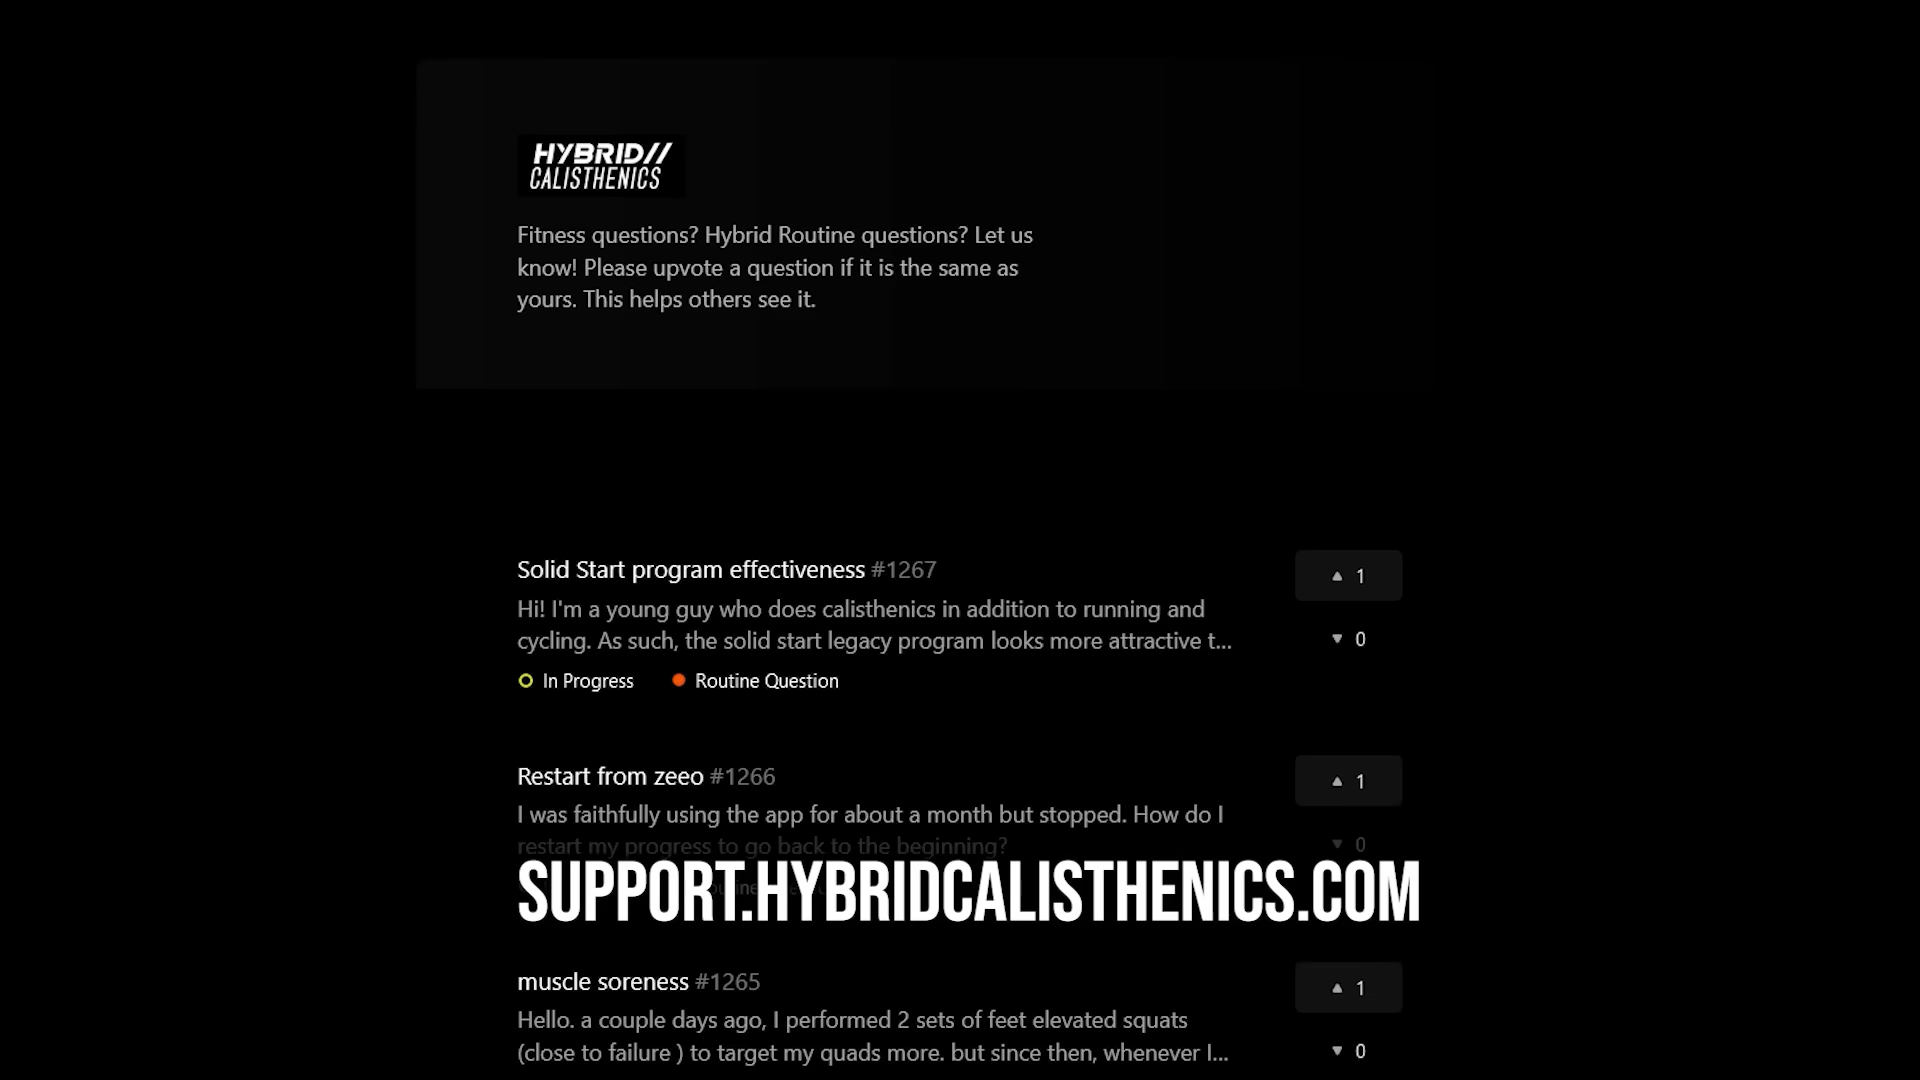 HYBRID//
CALISTHENICS
Fitness questions? Hybrid Routine questions? Let us
know! Please upvote a question if it is the same as
yours. This helps others see it.
Solid Start program effectiveness #1267
▲ 1
Hi! I'm a young guy who does calisthenics in addition to running and
cycling. As such, the solid start legacy program looks more attractive t...
▼ 0
In Progress
Routine Question
Restart from zeeo #1266
▲ 1
I was faithfully using the app for about a month but stopped. How do I
restart my progress to go back to the beginning?
▼ 0
SUPPORT.HYBRIDCALISTHENICS.COM
muscle soreness #1265
▲ 1
Hello. a couple days ago, I performed 2 sets of feet elevated squats
(close to failure ) to target my quads more. but since then, whenever I...
▼ 0